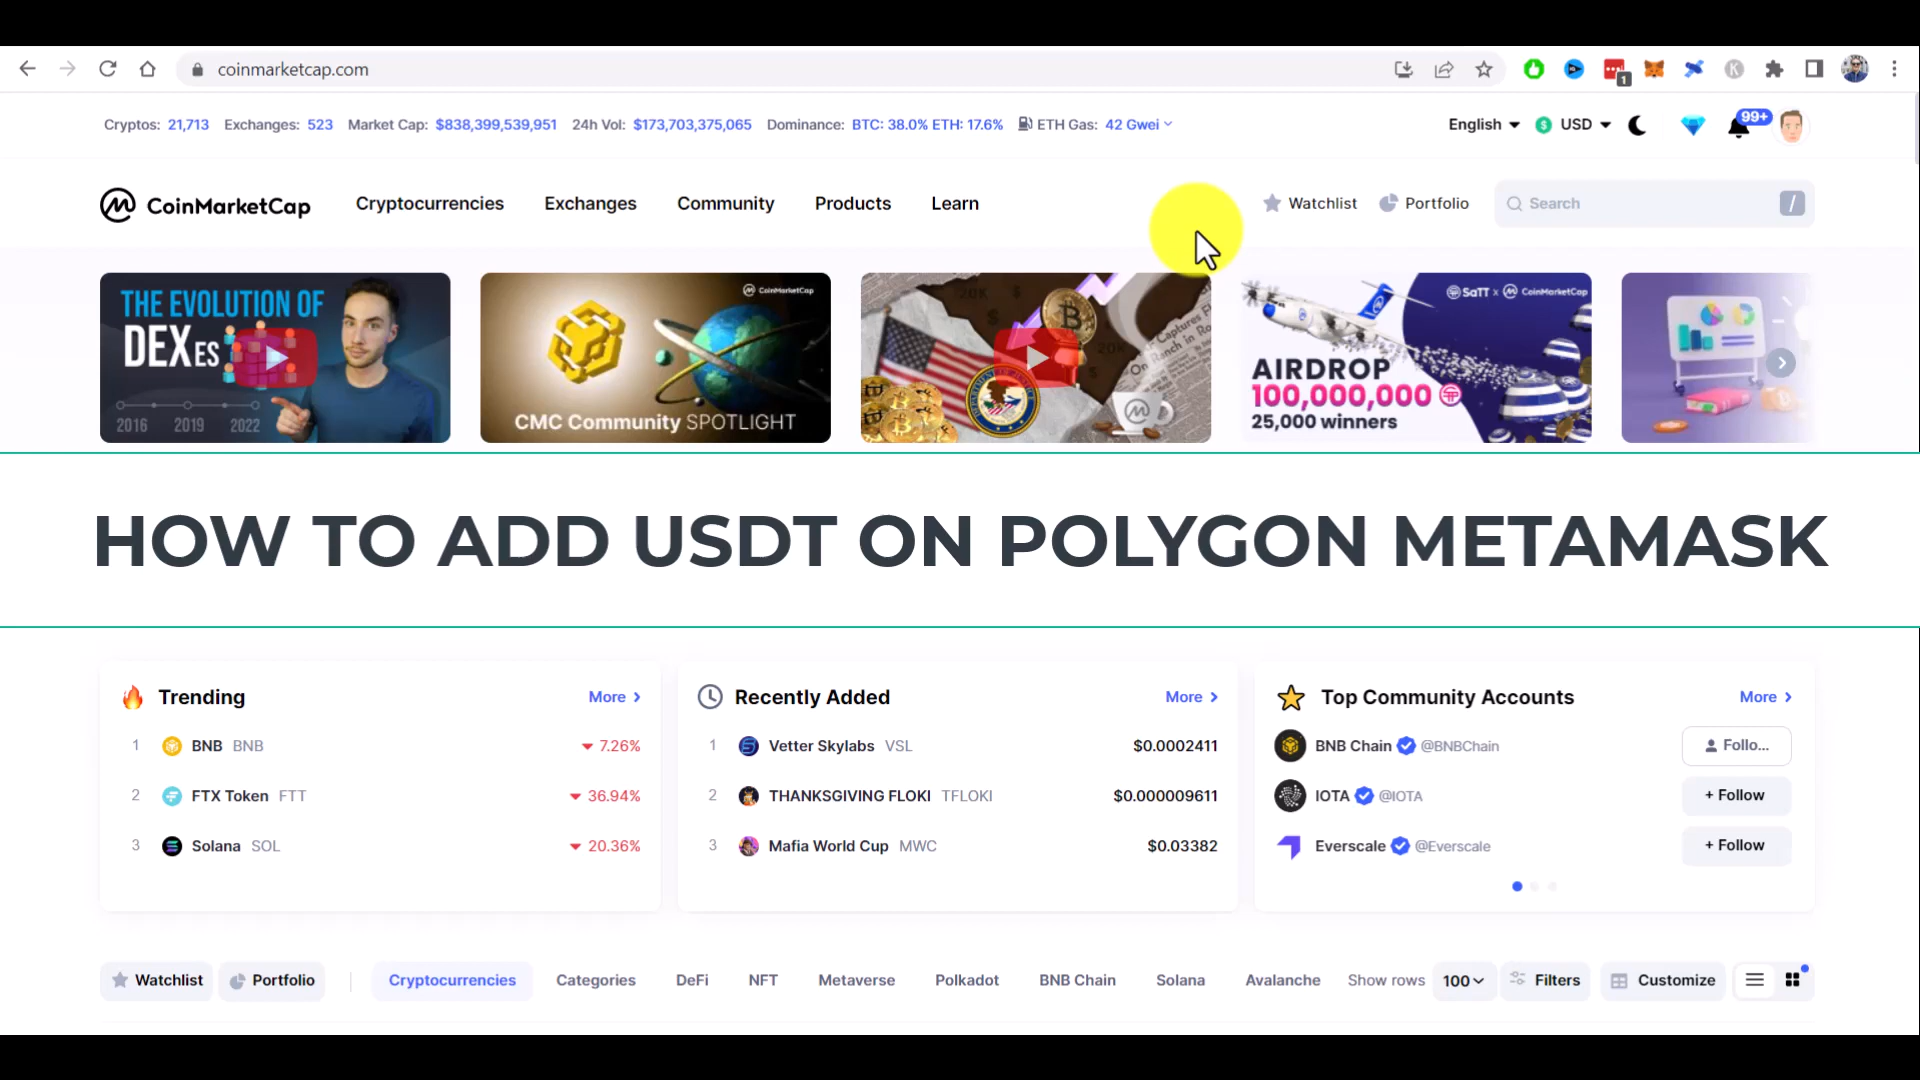 coinmarketcap.com
1
Cryptos: 21,713 Exchanges: 523 Market Cap: $838,399,539,951 24h Vol: $173,703,375,065 Dominance: BTC: 38.0% ETH: 17.6% ETH Gas: 42 Gwei
English USD 99+
CoinMarketCap Cryptocurrencies Exchanges Community Products Learn Watchlist Portfolio Search /
THE EVOLUTION OF
DEXES
2016 2019 2022
CoinMarketCap
CMC Community SPOTLIGHT
SaTT x CoinMarketCap
AIRDROP
100,000,000
25,000 winners
HOW TO ADD USDT ON POLYGON METAMASK
Trending More
1 BNB BNB 7.26%
2 FTX Token FTT 36.94%
3 Solana SOL 20.36%
Recently Added More
1 Vetter Skylabs VSL $0.0002411
2 THANKSGIVING FLOKI TFLOKI $0.000009611
3 Mafia World Cup MWC $0.03382
Top Community Accounts More
BNB Chain @BNBChain Follo...
IOTA @IOTA + Follow
Everscale @Everscale + Follow
Watchlist Portfolio Cryptocurrencies Categories DeFi NFT Metaverse Polkadot BNB Chain Solana Avalanche Show rows 100 Filters Customize